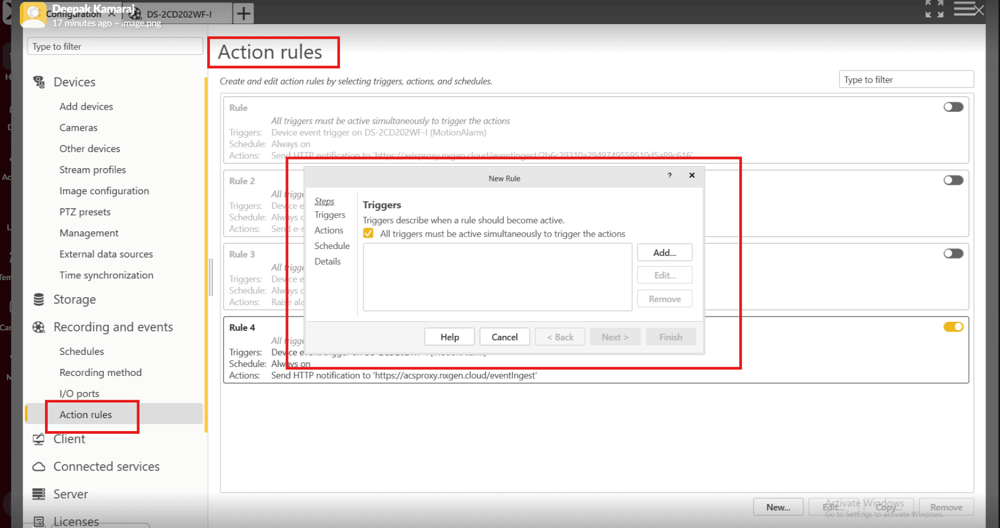 Deepak Kamaraj
17 minutes ago – image.png
Configuration
DS-2CD202WF-I
Type to filter
Devices
Add devices
Cameras
Other devices
Stream profiles
Image configuration
PTZ presets
Management
External data sources
Time synchronization
Storage
Recording and events
Schedules
Recording method
I/O ports
Action rules
Client
Connected services
Server
Licenses
Action rules
Create and edit action rules by selecting triggers, actions, and schedules.
Type to filter
Rule
All triggers must be active simultaneously to trigger the actions
Triggers: Device event trigger on DS-2CD202WF-I (MotionAlarm)
Schedule: Always on
Actions: Send HTTP notification to 'https://axisproxy.nxgen.cloud/eventingest/2b6c39310a2949749559510d5a89c616'
Rule 2
All trigge
Triggers: Device e
Schedule: Always o
Actions: Send e-r
Rule 3
All trigge
Triggers: Device e
Schedule: Always o
Actions: Raise ala
Rule 4
All trigge
Triggers: Device event trigger on DS-2CD202WF-I (MotionAlarm)
Schedule: Always on
Actions: Send HTTP notification to 'https://acsproxy.nxgen.cloud/eventIngest'
New Rule
?
Steps
Triggers
Actions
Schedule
Details
Triggers
Triggers describe when a rule should become active.
All triggers must be active simultaneously to trigger the actions
Add...
Edit...
Remove
Help
Cancel
< Back
Next >
Finish
New...
Edit...
Copy...
Remove
Activate Windows
Go to Settings to activate Windows.